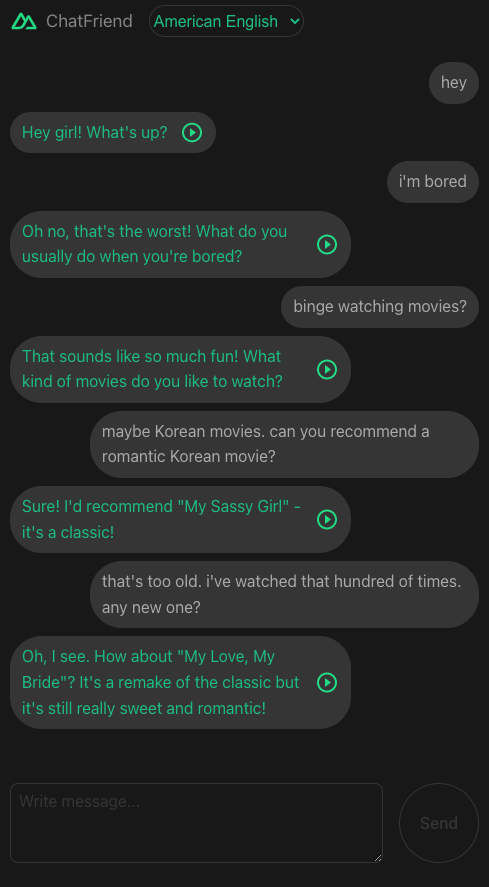 ChatFriend
American English
hey
Hey girl! What's up?
i'm bored
Oh no, that's the worst! What do you
usually do when you're bored?
binge watching movies?
That sounds like so much fun! What
kind of movies do you like to watch?
maybe Korean movies. can you recommend a
romantic Korean movie?
Sure! I'd recommend "My Sassy Girl" -
it's a classic!
that's too old. i've watched that hundred of times.
any new one?
Oh, I see. How about "My Love, My
Bride"? It's a remake of the classic but
it's still really sweet and romantic!
Write message...
Send